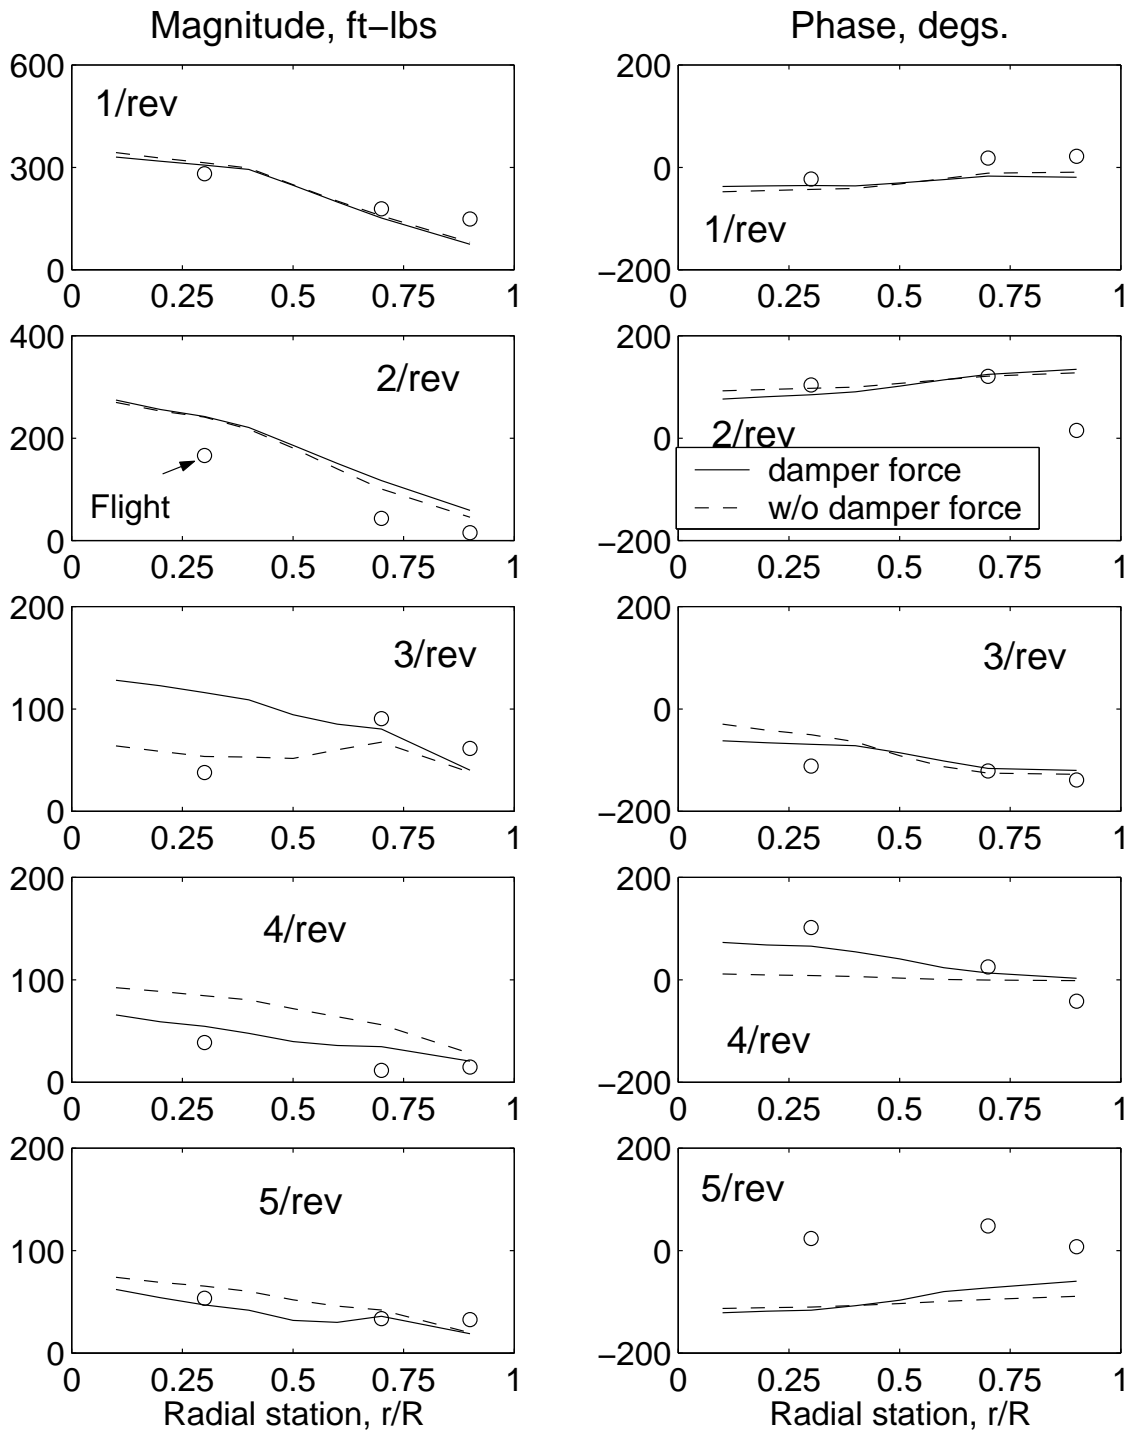 Magnitude, ft−lbs
Phase, degs.
600
300
0
1/rev
0 0.25 0.5 0.75 1
200
0
−200
1/rev
0 0.25 0.5 0.75 1
400
200
0
2/rev
Flight
0 0.25 0.5 0.75 1
200
0
−200
2/rev
damper force
w/o damper force
0 0.25 0.5 0.75 1
200
100
0
3/rev
0 0.25 0.5 0.75 1
200
0
−200
3/rev
0 0.25 0.5 0.75 1
200
100
0
4/rev
0 0.25 0.5 0.75 1
200
0
−200
4/rev
0 0.25 0.5 0.75 1
200
100
0
5/rev
0 0.25 0.5 0.75 1
Radial station, r/R
200
0
−200
5/rev
0 0.25 0.5 0.75 1
Radial station, r/R